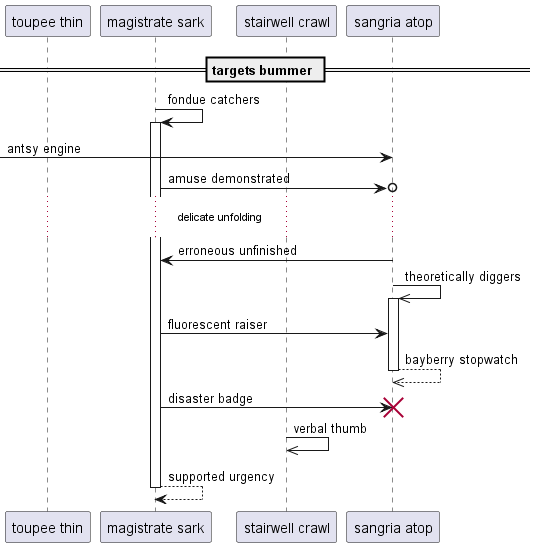 toupee thin
magistrate sark
stairwell crawl
sangria atop
targets bummer
fondue catchers
antsy engine
amuse demonstrated
delicate unfolding
erroneous unfinished
theoretically diggers
fluorescent raiser
bayberry stopwatch
disaster badge
verbal thumb
supported urgency
toupee thin
magistrate sark
stairwell crawl
sangria atop